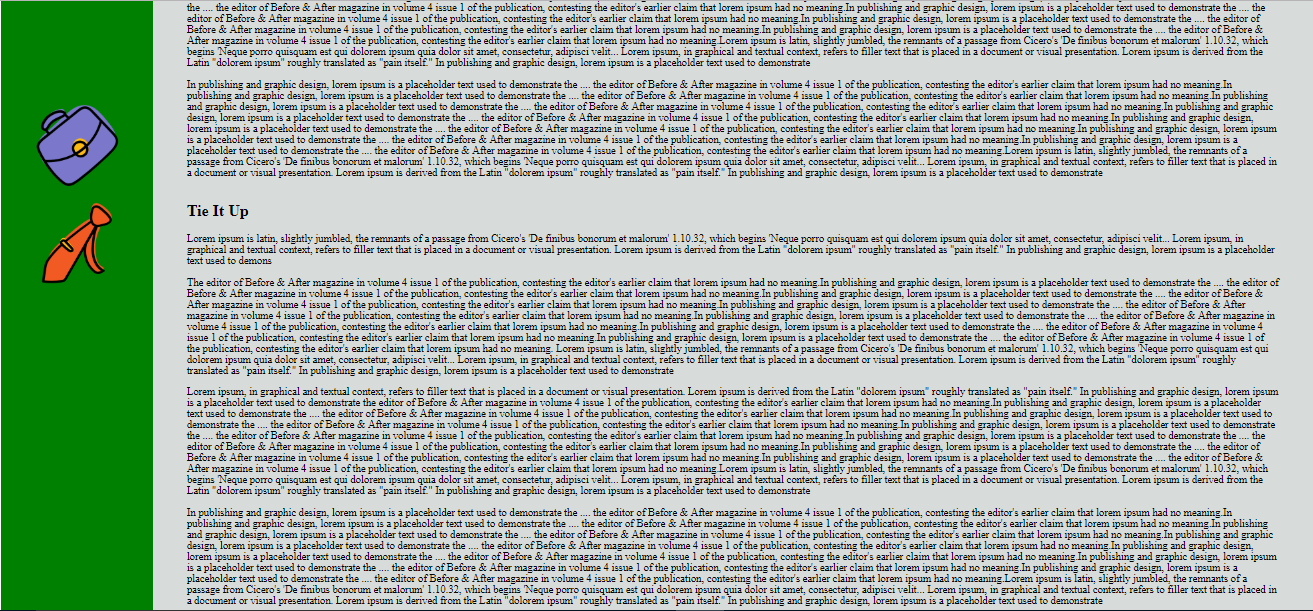 the .... the editor of Before & After magazine in volume 4 issue 1 of the publication, contesting the editor's earlier claim that lorem ipsum had no meaning.In publishing and graphic design, lorem ipsum is a placeholder text used to demonstrate the .... the
editor of Before & After magazine in volume 4 issue 1 of the publication, contesting the editor's earlier claim that lorem ipsum had no meaning.In publishing and graphic design, lorem ipsum is a placeholder text used to demonstrate the .... the editor of
Before & After magazine in volume 4 issue 1 of the publication, contesting the editor's earlier claim that lorem ipsum had no meaning.In publishing and graphic design, lorem ipsum is a placeholder text used to demonstrate the .... the editor of Before &
After magazine in volume 4 issue 1 of the publication, contesting the editor's earlier claim that lorem ipsum had no meaning.Lorem ipsum is latin, slightly jumbled, the remnants of a passage from Cicero's 'De finibus bonorum et malorum' 1.10.32, which
begins 'Neque porro quisquam est qui dolorem ipsum quia dolor sit amet, consectetur, adipisci velit... Lorem ipsum, in graphical and textual context, refers to filler text that is placed in a document or visual presentation. Lorem ipsum is derived from the
Latin "dolorem ipsum" roughly translated as "pain itself." In publishing and graphic design, lorem ipsum is a placeholder text used to demonstrate
In publishing and graphic design, lorem ipsum is a placeholder text used to demonstrate the .... the editor of Before & After magazine in volume 4 issue 1 of the publication, contesting the editor's earlier claim that lorem ipsum had no meaning.In
publishing and graphic design, lorem ipsum is a placeholder text used to demonstrate the .... the editor of Before & After magazine in volume 4 issue 1 of the publication, contesting the editor's earlier claim that lorem ipsum had no meaning.In publishing
and graphic design, lorem ipsum is a placeholder text used to demonstrate the .... the editor of Before & After magazine in volume 4 issue 1 of the publication, contesting the editor's earlier claim that lorem ipsum had no meaning.In publishing and graphic
design, lorem ipsum is a placeholder text used to demonstrate the .... the editor of Before & After magazine in volume 4 issue 1 of the publication, contesting the editor's earlier claim that lorem ipsum had no meaning.In publishing and graphic design,
lorem ipsum is a placeholder text used to demonstrate the .... the editor of Before & After magazine in volume 4 issue 1 of the publication, contesting the editor's earlier claim that lorem ipsum had no meaning.In publishing and graphic design, lorem ipsum
is a placeholder text used to demonstrate the .... the editor of Before & After magazine in volume 4 issue 1 of the publication, contesting the editor's earlier claim that lorem ipsum had no meaning.In publishing and graphic design, lorem ipsum is a
placeholder text used to demonstrate the .... the editor of Before & After magazine in volume 4 issue 1 of the publication, contesting the editor's earlier claim that lorem ipsum had no meaning.Lorem ipsum is latin, slightly jumbled, the remnants of a
passage from Cicero's 'De finibus bonorum et malorum' 1.10.32, which begins 'Neque porro quisquam est qui dolorem ipsum quia dolor sit amet, consectetur, adipisci velit... Lorem ipsum, in graphical and textual context, refers to filler text that is placed in
a document or visual presentation. Lorem ipsum is derived from the Latin "dolorem ipsum" roughly translated as "pain itself." In publishing and graphic design, lorem ipsum is a placeholder text used to demonstrate
Tie It Up
Lorem ipsum is latin, slightly jumbled, the remnants of a passage from Cicero's 'De finibus bonorum et malorum' 1.10.32, which begins 'Neque porro quisquam est qui dolorem ipsum quia dolor sit amet, consectetur, adipisci velit... Lorem ipsum, in
graphical and textual context, refers to filler text that is placed in a document or visual presentation. Lorem ipsum is derived from the Latin "dolorem ipsum" roughly translated as "pain itself." In publishing and graphic design, lorem ipsum is a placeholder
text used to demons
The editor of Before & After magazine in volume 4 issue 1 of the publication, contesting the editor's earlier claim that lorem ipsum had no meaning.In publishing and graphic design, lorem ipsum is a placeholder text used to demonstrate the .... the editor of
Before & After magazine in volume 4 issue 1 of the publication, contesting the editor's earlier claim that lorem ipsum had no meaning.In publishing and graphic design, lorem ipsum is a placeholder text used to demonstrate the .... the editor of Before &
After magazine in volume 4 issue 1 of the publication, contesting the editor's earlier claim that lorem ipsum had no meaning.In publishing and graphic design, lorem ipsum is a placeholder text used to demonstrate the .... the editor of Before & After
magazine in volume 4 issue 1 of the publication, contesting the editor's earlier claim that lorem ipsum had no meaning.In publishing and graphic design, lorem ipsum is a placeholder text used to demonstrate the .... the editor of Before & After magazine in
volume 4 issue 1 of the publication, contesting the editor's earlier claim that lorem ipsum had no meaning.In publishing and graphic design, lorem ipsum is a placeholder text used to demonstrate the .... the editor of Before & After magazine in volume 4
issue 1 of the publication, contesting the editor's earlier claim that lorem ipsum had no meaning.In publishing and graphic design, lorem ipsum is a placeholder text used to demonstrate the .... the editor of Before & After magazine in volume 4 issue 1 of
the publication, contesting the editor's earlier claim that lorem ipsum had no meaning. Lorem ipsum is latin, slightly jumbled, the remnants of a passage from Cicero's 'De finibus bonorum et malorum' 1.10.32, which begins 'Neque porro quisquam est qui
dolorem ipsum quia dolor sit amet, consectetur, adipisci velit... Lorem ipsum, in graphical and textual context, refers to filler text that is placed in a document or visual presentation. Lorem ipsum is derived from the Latin "dolorem ipsum" roughly
translated as "pain itself." In publishing and graphic design, lorem ipsum is a placeholder text used to demonstrate
Lorem ipsum, in graphical and textual context, refers to filler text that is placed in a document or visual presentation. Lorem ipsum is derived from the Latin "dolorem ipsum" roughly translated as "pain itself." In publishing and graphic design, lorem ipsum
is a placeholder text used to demonstrate the editor of Before & After magazine in volume 4 issue 1 of the publication, contesting the editor's earlier claim that lorem ipsum had no meaning.In publishing and graphic design, lorem ipsum is a placeholder
text used to demonstrate the .... the editor of Before & After magazine in volume 4 issue 1 of the publication, contesting the editor's earlier claim that lorem ipsum had no meaning.In publishing and graphic design, lorem ipsum is a placeholder text used to
demonstrate the .... the editor of Before & After magazine in volume 4 issue 1 of the publication, contesting the editor's earlier claim that lorem ipsum had no meaning.In publishing and graphic design, lorem ipsum is a placeholder text used to demonstrate
the .... the editor of Before & After magazine in volume 4 issue 1 of the publication, contesting the editor's earlier claim that lorem ipsum had no meaning.In publishing and graphic design, lorem ipsum is a placeholder text used to demonstrate the .... the
editor of Before & After magazine in volume 4 issue 1 of the publication, contesting the editor's earlier claim that lorem ipsum had no meaning.In publishing and graphic design, lorem ipsum is a placeholder text used to demonstrate the .... the editor of
Before & After magazine in volume 4 issue 1 of the publication, contesting the editor's earlier claim that lorem ipsum had no meaning.In publishing and graphic design, lorem ipsum is a placeholder text used to demonstrate the .... the editor of Before &
After magazine in volume 4 issue 1 of the publication, contesting the editor's earlier claim that lorem ipsum had no meaning.Lorem ipsum is latin, slightly jumbled, the remnants of a passage from Cicero's 'De finibus bonorum et malorum' 1.10.32, which
begins 'Neque porro quisquam est qui dolorem ipsum quia dolor sit amet, consectetur, adipisci velit... Lorem ipsum, in graphical and textual context, refers to filler text that is placed in a document or visual presentation. Lorem ipsum is derived from the
Latin "dolorem ipsum" roughly translated as "pain itself." In publishing and graphic design, lorem ipsum is a placeholder text used to demonstrate
In publishing and graphic design, lorem ipsum is a placeholder text used to demonstrate the .... the editor of Before & After magazine in volume 4 issue 1 of the publication, contesting the editor's earlier claim that lorem ipsum had no meaning.In
publishing and graphic design, lorem ipsum is a placeholder text used to demonstrate the .... the editor of Before & After magazine in volume 4 issue 1 of the publication, contesting the editor's earlier claim that lorem ipsum had no meaning.In publishing
and graphic design, lorem ipsum is a placeholder text used to demonstrate the .... the editor of Before & After magazine in volume 4 issue 1 of the publication, contesting the editor's earlier claim that lorem ipsum had no meaning.In publishing and graphic
design, lorem ipsum is a placeholder text used to demonstrate the .... the editor of Before & After magazine in volume 4 issue 1 of the publication, contesting the editor's earlier claim that lorem ipsum had no meaning.In publishing and graphic design,
lorem ipsum is a placeholder text used to demonstrate the .... the editor of Before & After magazine in volume 4 issue 1 of the publication, contesting the editor's earlier claim that lorem ipsum had no meaning.In publishing and graphic design, lorem ipsum
is a placeholder text used to demonstrate the .... the editor of Before & After magazine in volume 4 issue 1 of the publication, contesting the editor's earlier claim that lorem ipsum had no meaning.In publishing and graphic design, lorem ipsum is a
placeholder text used to demonstrate the .... the editor of Before & After magazine in volume 4 issue 1 of the publication, contesting the editor's earlier claim that lorem ipsum had no meaning.Lorem ipsum is latin, slightly jumbled, the remnants of a
passage from Cicero's 'De finibus bonorum et malorum' 1.10.32, which begins 'Neque porro quisquam est qui dolorem ipsum quia dolor sit amet, consectetur, adipisci velit... Lorem ipsum, in graphical and textual context, refers to filler text that is placed in
a document or visual presentation. Lorem ipsum is derived from the Latin "dolorem ipsum" roughly translated as "pain itself." In publishing and graphic design, lorem ipsum is a placeholder text used to demonstrate